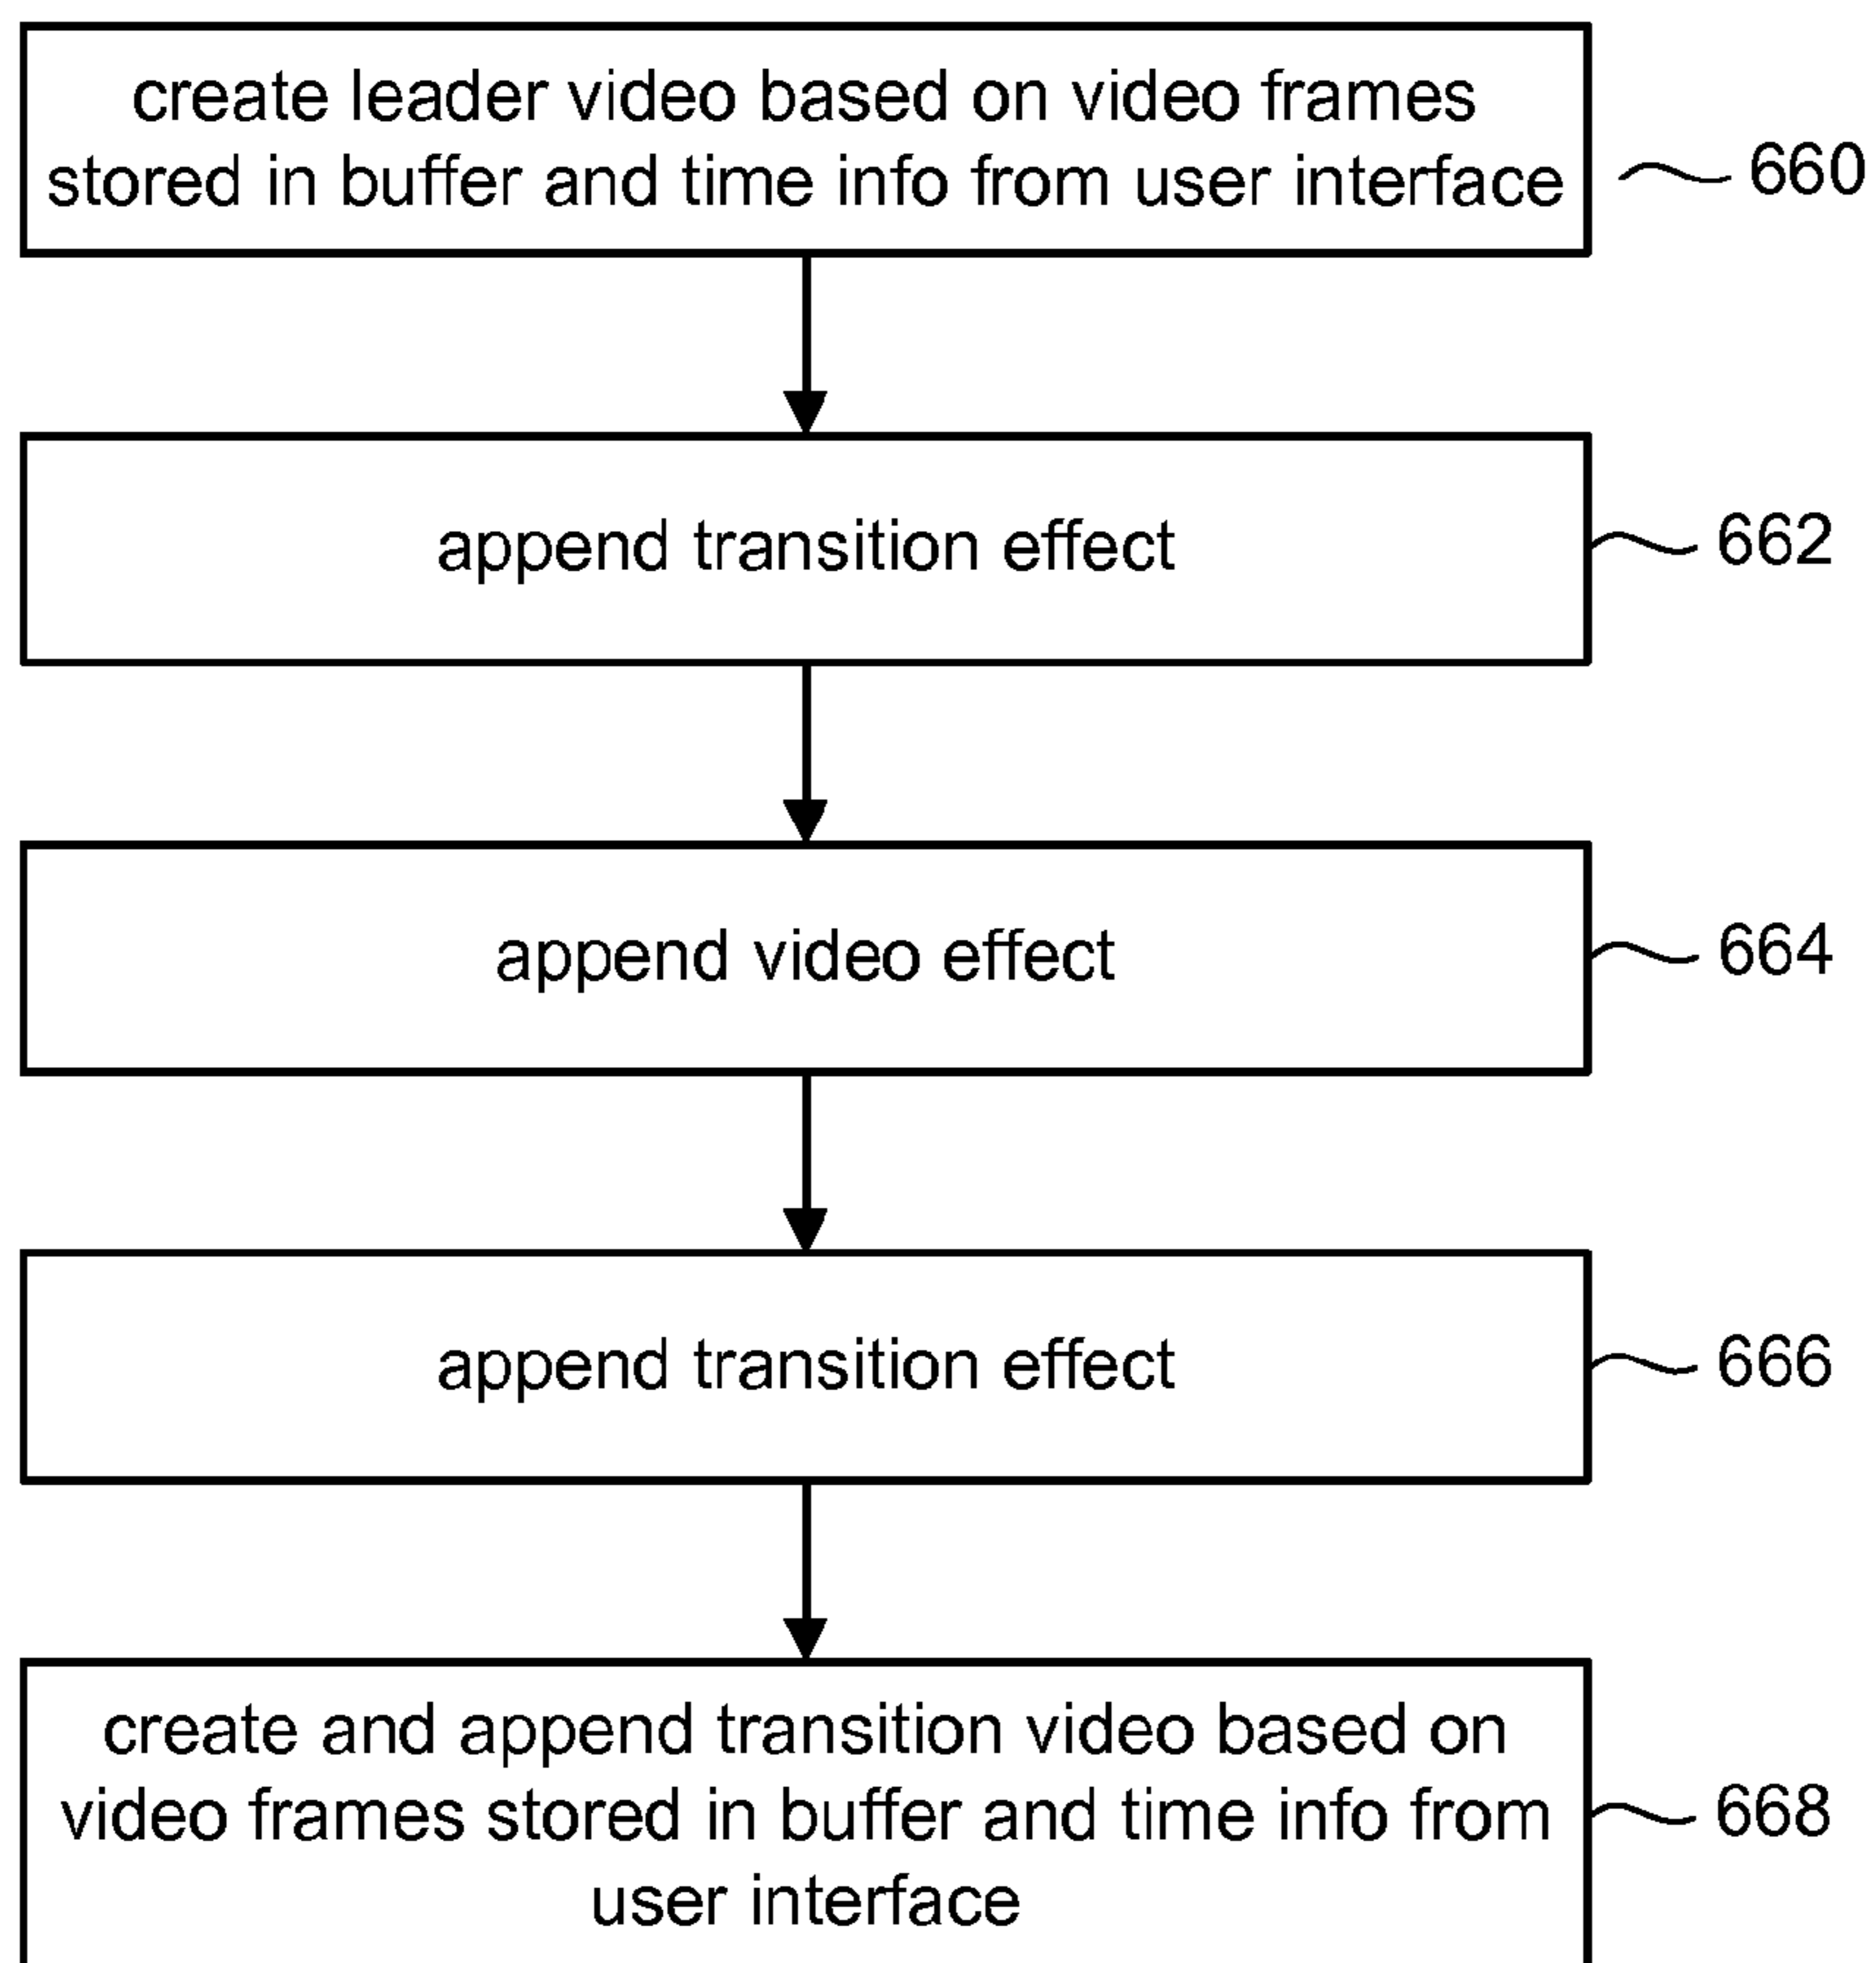 create leader video based on video frames
stored in buffer and time info from user interface
660
append transition effect
662
append video effect
664
append transition effect
666
create and append transition video based on
video frames stored in buffer and time info from
user interface
668